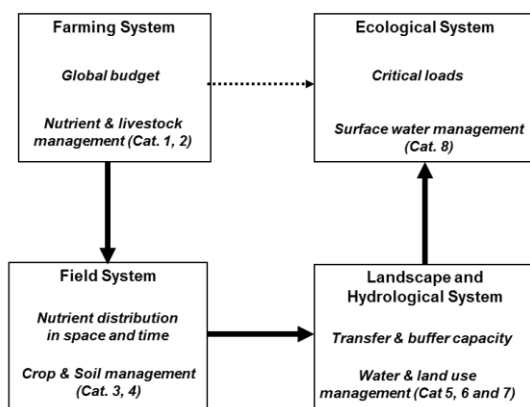 Farming System
Global budget
Nutrient & livestock
management (Cat. 1, 2)
Ecological System
Critical loads
Surface water management
(Cat. 8)
Field System
Nutrient distribution
in space and time
Crop & Soil management
(Cat. 3, 4)
Landscape and
Hydrological System
Transfer & buffer capacity
Water & land use
management (Cat 5, 6 and 7)